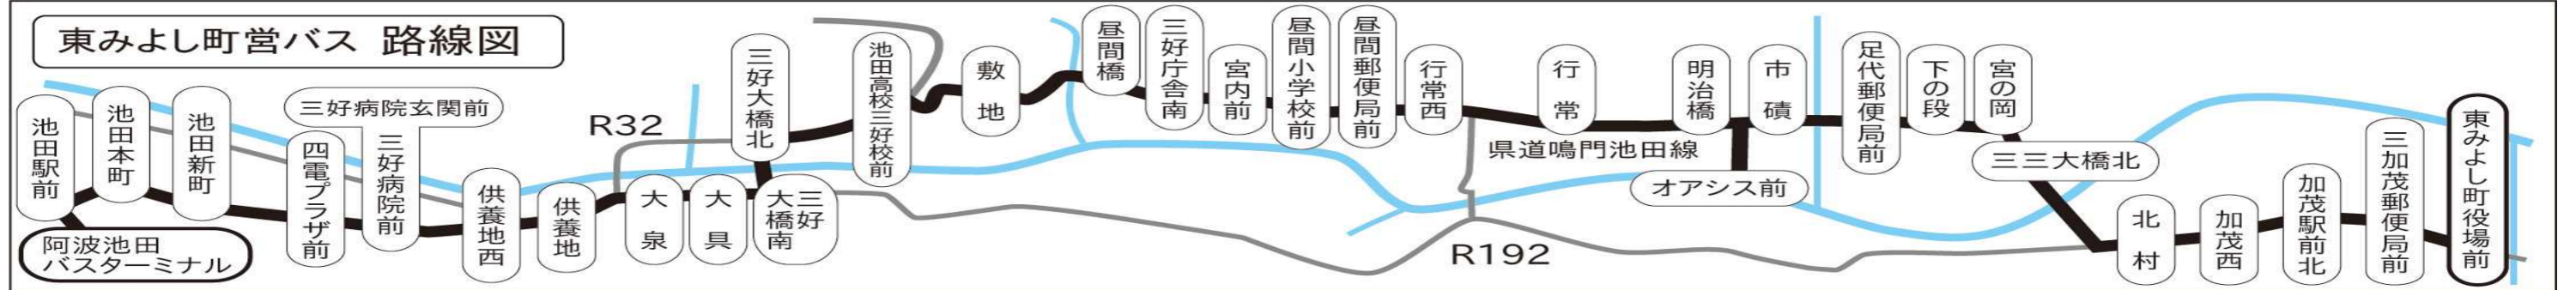 東みよし町営バス 路線図
池田駅前
阿波池田
バスターミナル
池田本町
池田新町
三好病院玄関前
四電プラザ前
三好病院前
供養地西
供養地
R32
大泉
大具
三好
大橋南
三好大橋北
池田高校三好校前
敷地
昼間橋
三好庁舎南
宮内前
昼間小学校前
昼間郵便局前
行常西
行常
県道鳴門池田線
R192
明治橋
オアシス前
市磧
足代郵便局前
下の段
宮の岡
三三大橋北
北村
加茂西
加茂駅前北
三加茂郵便局前
東みよし町役場前